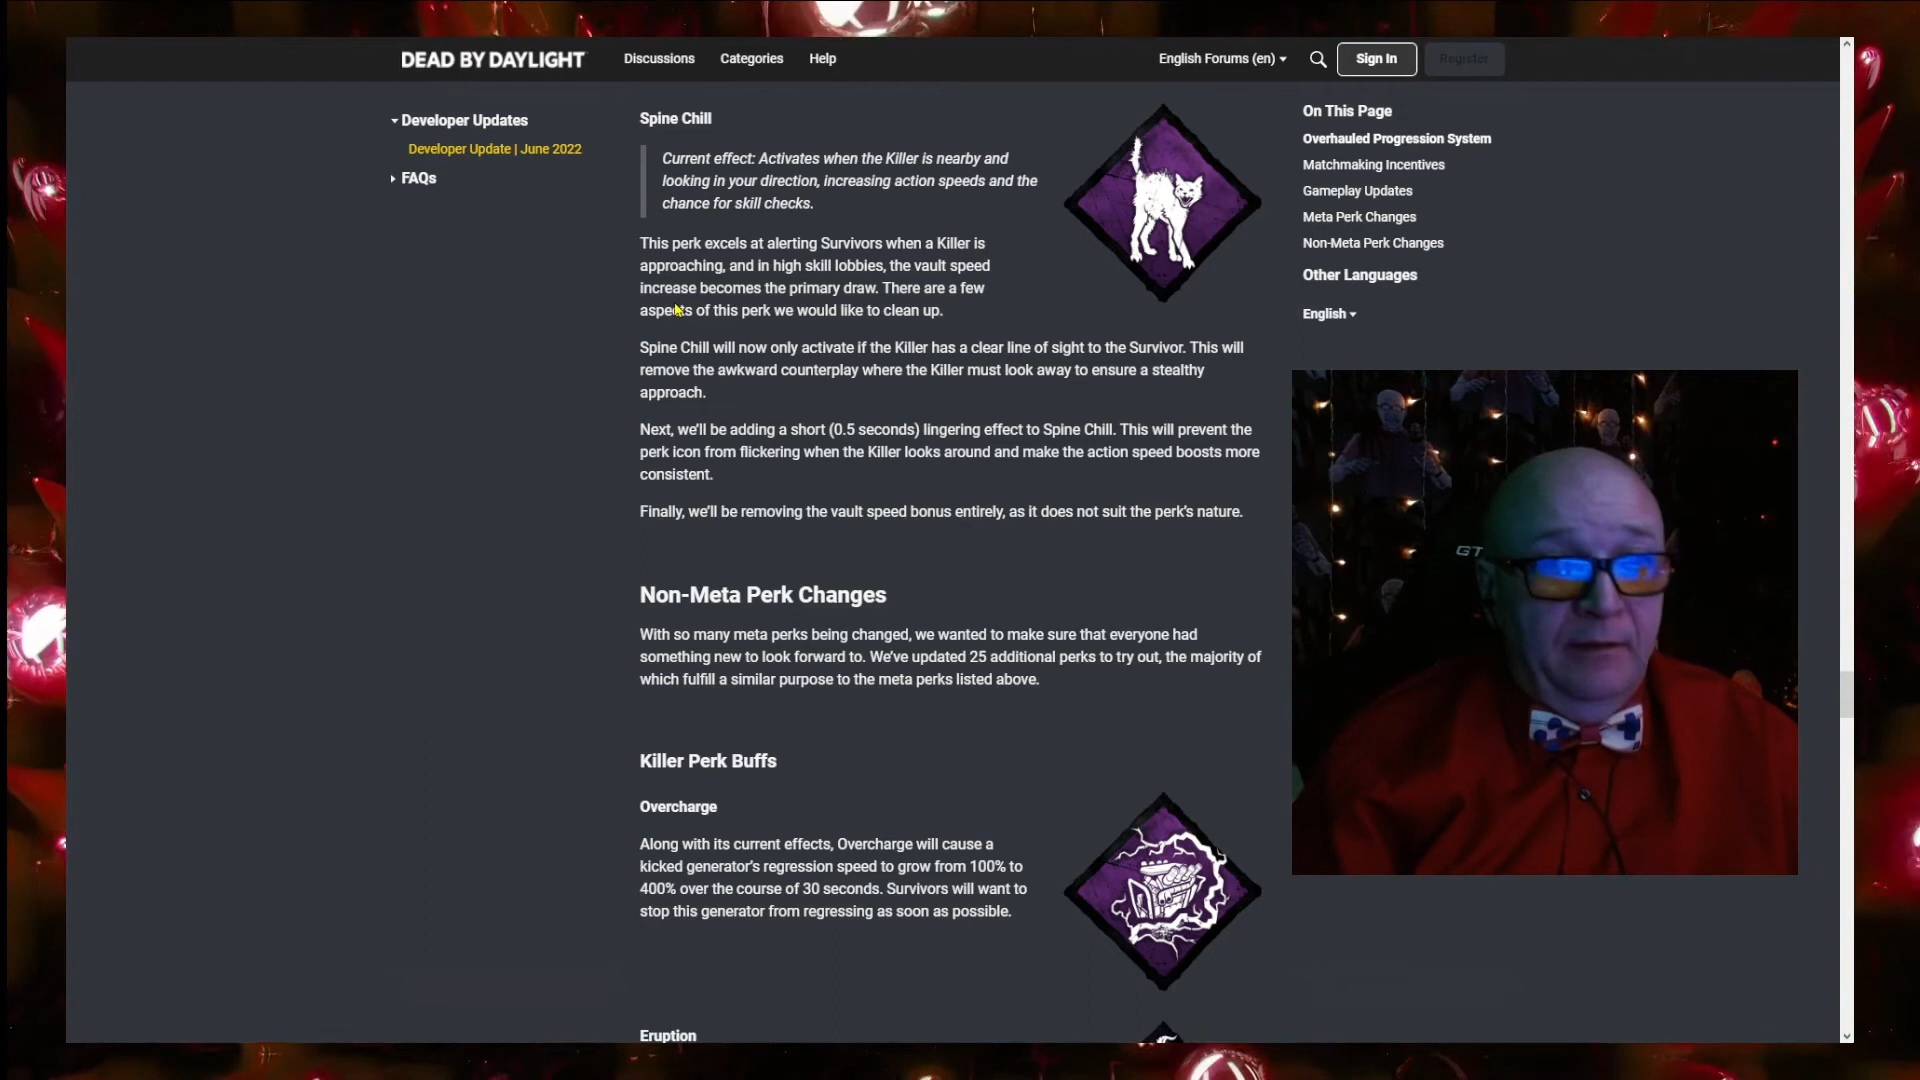 DEAD BY DAYLIGHT
Discussions
Categories
Help
English Forums (en)
Sign In
Register
Developer Updates
Developer Update | June 2022
FAQs
Spine Chill
Current effect: Activates when the Killer is nearby and
looking in your direction, increasing action speeds and the
chance for skill checks.
This perk excels at alerting Survivors when a Killer is
approaching, and in high skill lobbies, the vault speed
increase becomes the primary draw. There are a few
aspects of this perk we would like to clean up.
Spine Chill will now only activate if the Killer has a clear line of sight to the Survivor. This will
remove the awkward counterplay where the Killer must look away to ensure a stealthy
approach.
Next, we’ll be adding a short (0.5 seconds) lingering effect to Spine Chill. This will prevent the
perk icon from flickering when the Killer looks around and make the action speed boosts more
consistent.
Finally, we’ll be removing the vault speed bonus entirely, as it does not suit the perk’s nature.
Non-Meta Perk Changes
With so many meta perks being changed, we wanted to make sure that everyone had
something new to look forward to. We’ve updated 25 additional perks to try out, the majority of
which fulfill a similar purpose to the meta perks listed above.
Killer Perk Buffs
Overcharge
Along with its current effects, Overcharge will cause a
kicked generator’s regression speed to grow from 100% to
400% over the course of 30 seconds. Survivors will want to
stop this generator from regressing as soon as possible.
Eruption
On This Page
Overhauled Progression System
Matchmaking Incentives
Gameplay Updates
Meta Perk Changes
Non-Meta Perk Changes
Other Languages
English
GT